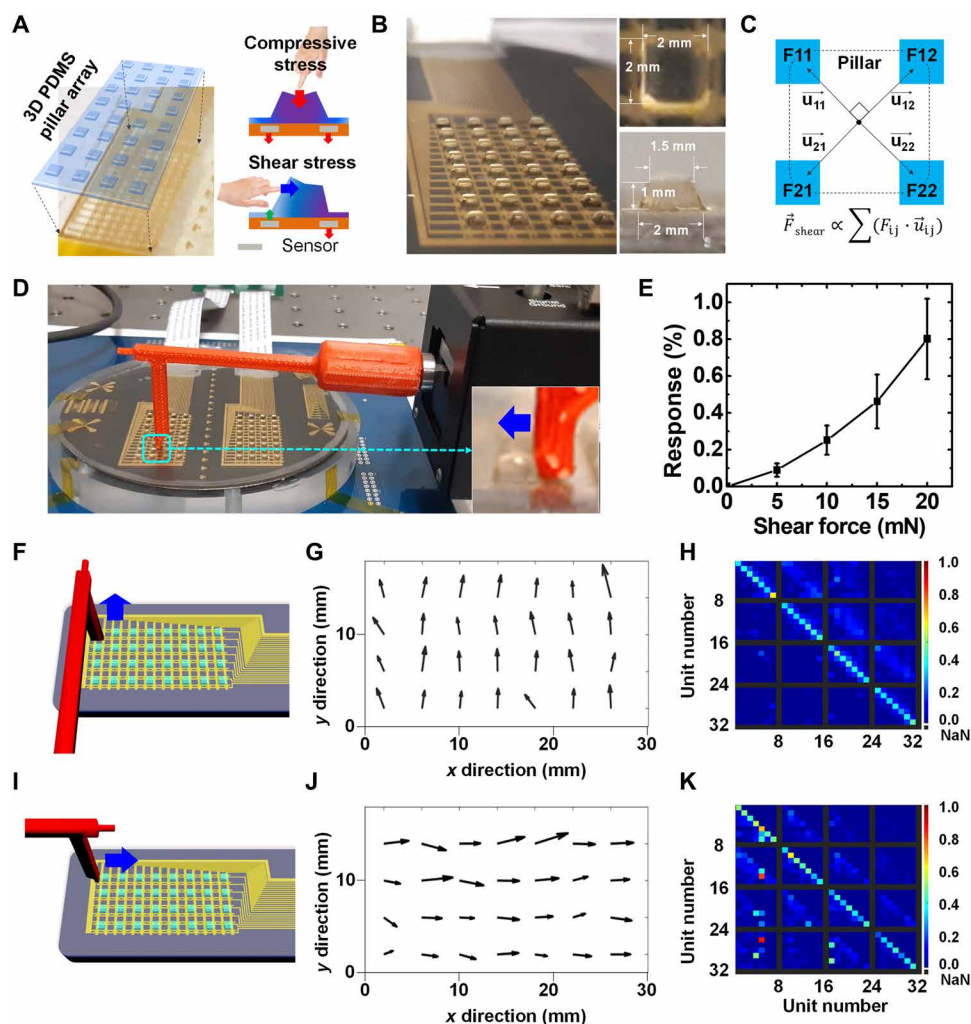 A
3D PDMS
pillar array
Compressive
stress
Shear stress
Sensor
B
2 mm
2 mm
1.5 mm
1 mm
2 mm
C
F11
Pillar
F12
u11
u12
u21
u22
F21
F22
F⃗shear ∝ ∑(Fij · u⃗ij)
D
Signal
Ground
E
Response (%)
1.0
0.8
0.6
0.4
0.2
0.0
0
5
10
15
20
Shear force (mN)
F
G
y direction (mm)
10
0
0
10
20
30
x direction (mm)
H
Unit number
8
16
24
32
8
16
24
32
1.0
0.8
0.6
0.4
0.2
0.0
NaN
I
J
y direction (mm)
10
0
0
10
20
30
x direction (mm)
K
Unit number
8
16
24
32
8
16
24
32
Unit number
1.0
0.8
0.6
0.4
0.2
0.0
NaN